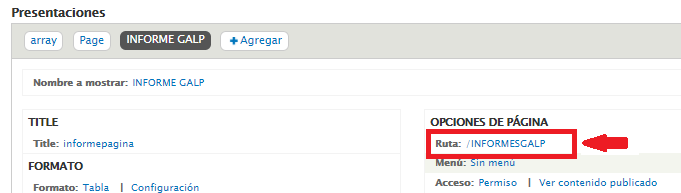 Presentaciones
array Page INFORME GALP + Agregar
Nombre a mostrar: INFORME GALP
TITLE
Title: informepagina
FORMATO
Formato: Tabla | Configuración
OPCIONES DE PÁGINA
Ruta: /INFORMESGALP
Menú: Sin menú
Acceso: Permiso | Ver contenido publicado